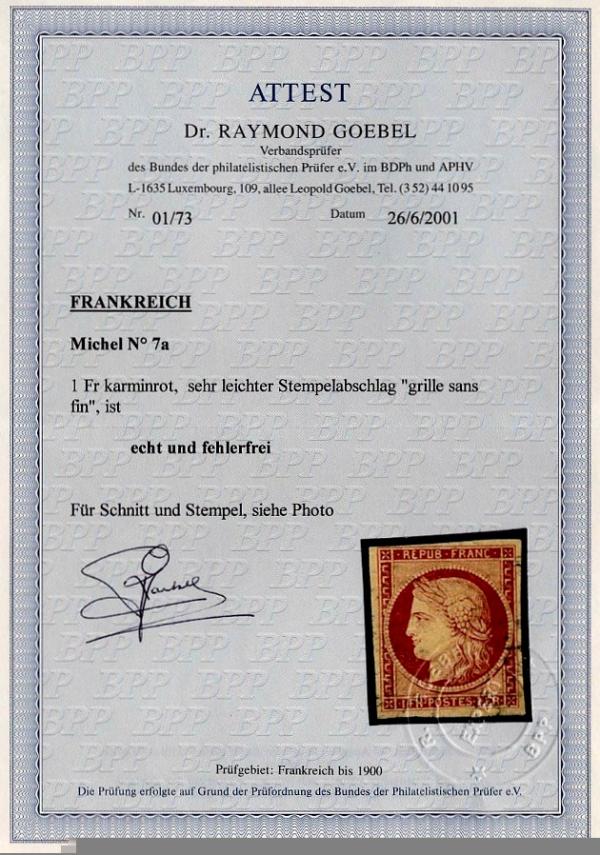 ATTEST
Dr. RAYMOND GOEBEL
Verbandsprüfer
des Bundes der philatelistischen Prüfer e.V. im BDPh und APHV
L-1635 Luxembourg, 109, allee Leopold Goebel, Tel. (3 52) 44 10 95
Nr. 01/73 Datum 26/6/2001
FRANKREICH
Michel N° 7a
1 Fr karminrot, sehr leichter Stempelabschlag "grille sans
fin", ist
echt und fehlerfrei
Für Schnitt und Stempel, siehe Photo
REPUB·FRANC·
1FR·POSTES·1FR
BPP
Prüfgebiet: Frankreich bis 1900
Die Prüfung erfolgte auf Grund der Prüfordnung des Bundes der Philatelistischen Prüfer e.V.